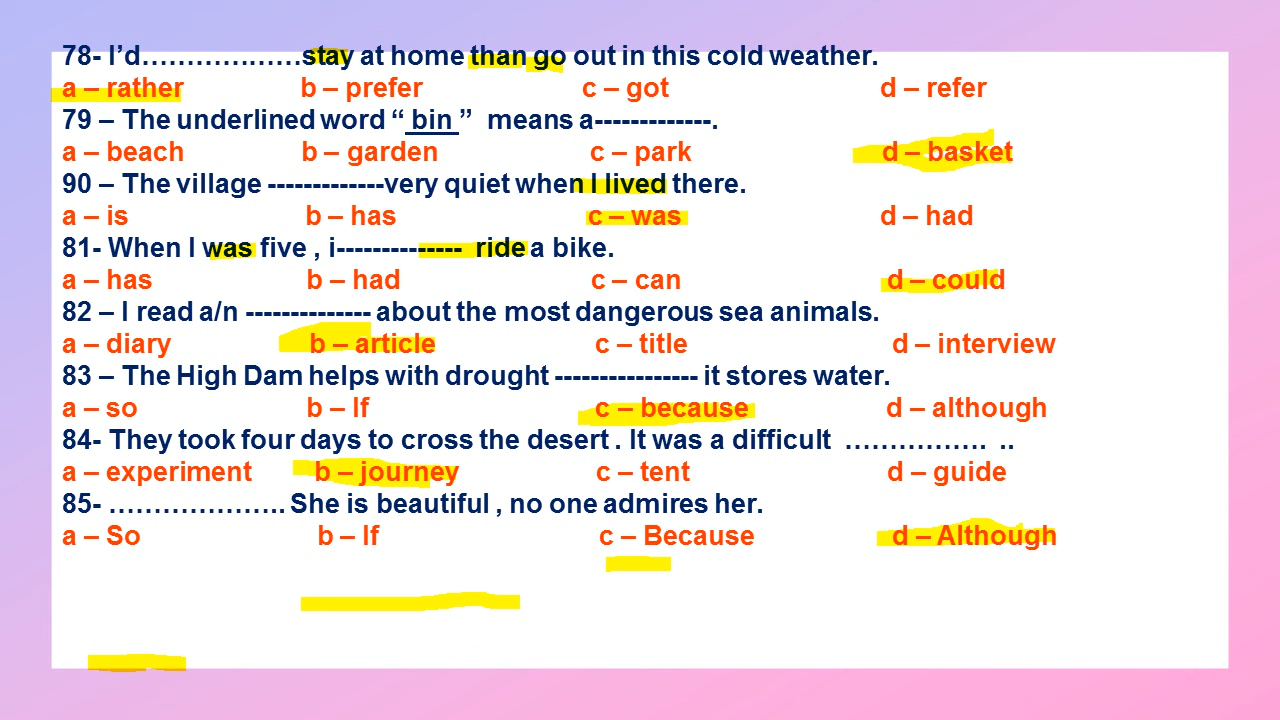 78- I’d………………stay at home than go out in this cold weather.
a – rather b – prefer c – got d – refer
79 – The underlined word “ bin ” means a-------------.
a – beach b – garden c – park d – basket
90 – The village -------------very quiet when I lived there.
a – is b – has c – was d – had
81- When I was five , i-------------- ride a bike.
a – has b – had c – can d – could
82 – I read a/n -------------- about the most dangerous sea animals.
a – diary b – article c – title d – interview
83 – The High Dam helps with drought ---------------- it stores water.
a – so b – If c – because d – although
84- They took four days to cross the desert . It was a difficult ……………. ..
a – experiment b – journey c – tent d – guide
85- ……………….. She is beautiful , no one admires her.
a – So b – If c – Because d – Although